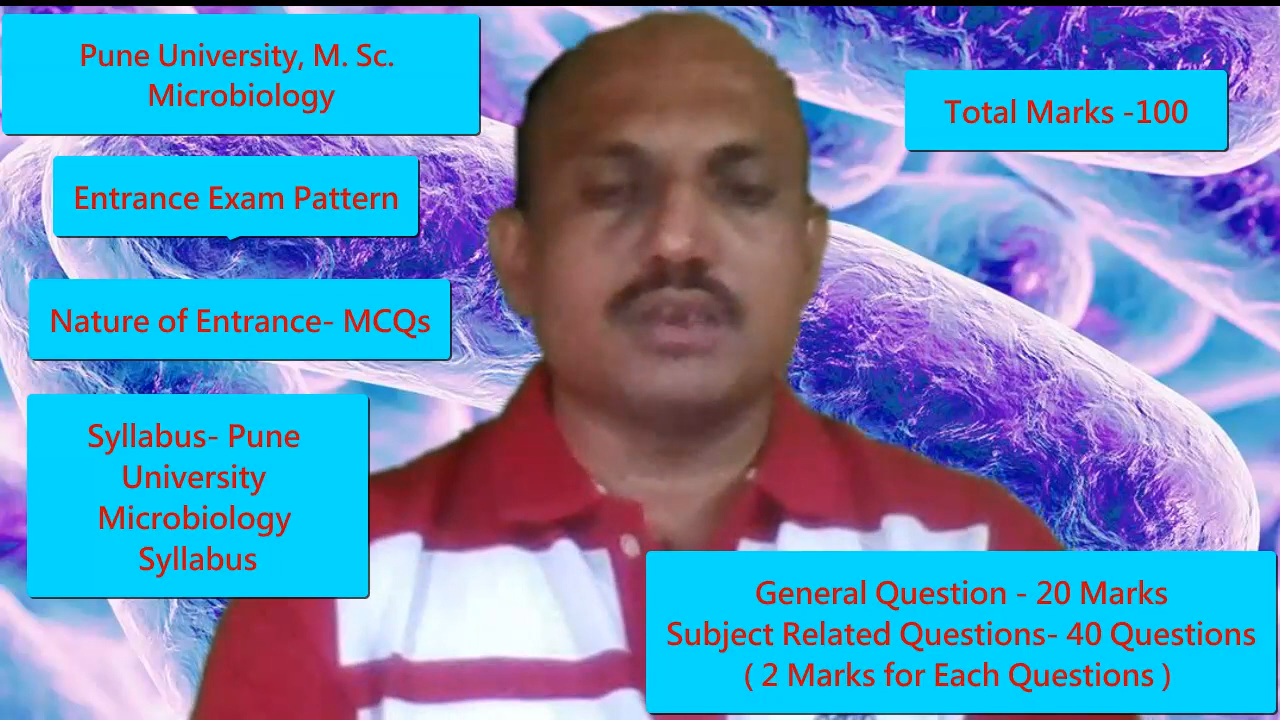 Pune University, M. Sc.
Microbiology
Total Marks -100
Entrance Exam Pattern
Nature of Entrance- MCQs
Syllabus- Pune
University
Microbiology
Syllabus
General Question - 20 Marks
Subject Related Questions- 40 Questions
( 2 Marks for Each Questions )